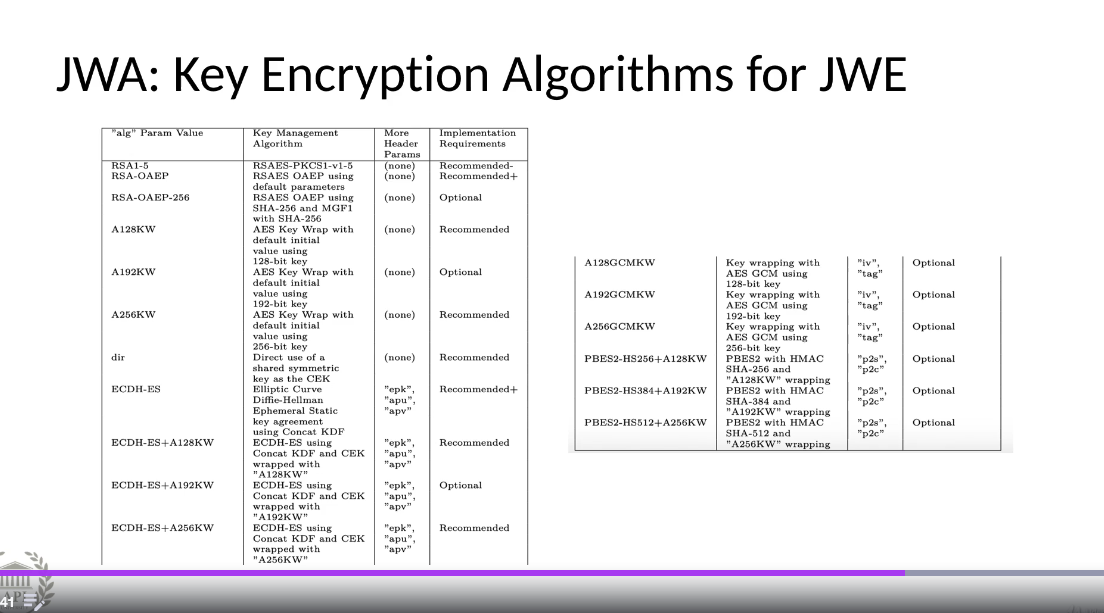 JWA: Key Encryption Algorithms for JWE
"alg" Param Value Key Management More Implementation
Algorithm Header Requirements
Params
RSA1-5 RSAES-PKCS1-v1-5 (none) Recommended-
RSA-OAEP RSAES OAEP using (none) Recommended+
default parameters
RSA-OAEP-256 RSAES OAEP using (none) Optional
SHA-256 and MGF1
with SHA-256
A128KW AES Key Wrap with (none) Recommended
default initial
value using
128-bit key
A192KW AES Key Wrap with (none) Optional
default initial
value using
192-bit key
A256KW AES Key Wrap with (none) Recommended
default initial
value using
256-bit key
dir Direct use of a (none) Recommended
shared symmetric
key as the CEK
ECDH-ES Elliptic Curve "epk", Recommended+
Diffie-Hellman "apu",
Ephemeral Static "apv"
key agreement
using Concat KDF
ECDH-ES+A128KW ECDH-ES using "epk", Recommended
Concat KDF and CEK "apu",
wrapped with "apv"
"A128KW"
ECDH-ES+A192KW ECDH-ES using "epk", Optional
Concat KDF and CEK "apu",
wrapped with "apv"
"A192KW"
ECDH-ES+A256KW ECDH-ES using "epk", Recommended
Concat KDF and CEK "apu",
wrapped with "apv"
"A256KW"
A128GCMKW Key wrapping with "iv", Optional
AES GCM using "tag"
128-bit key
A192GCMKW Key wrapping with "iv", Optional
AES GCM using "tag"
192-bit key
A256GCMKW Key wrapping with "iv", Optional
AES GCM using "tag"
256-bit key
PBES2-HS256+A128KW PBES2 with HMAC "p2s", Optional
SHA-256 and "p2c"
"A128KW" wrapping
PBES2-HS384+A192KW PBES2 with HMAC "p2s", Optional
SHA-384 and "p2c"
"A192KW" wrapping
PBES2-HS512+A256KW PBES2 with HMAC "p2s", Optional
SHA-512 and "p2c"
"A256KW" wrapping
41